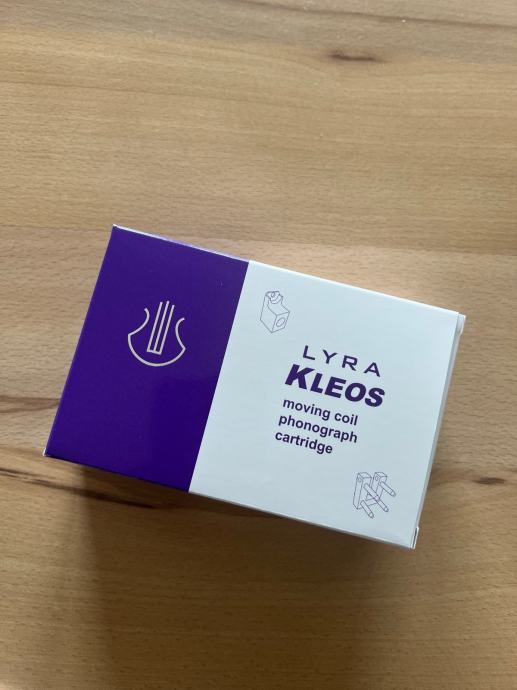 LYRA
KLEOS
moving coil
phonograph
cartridge